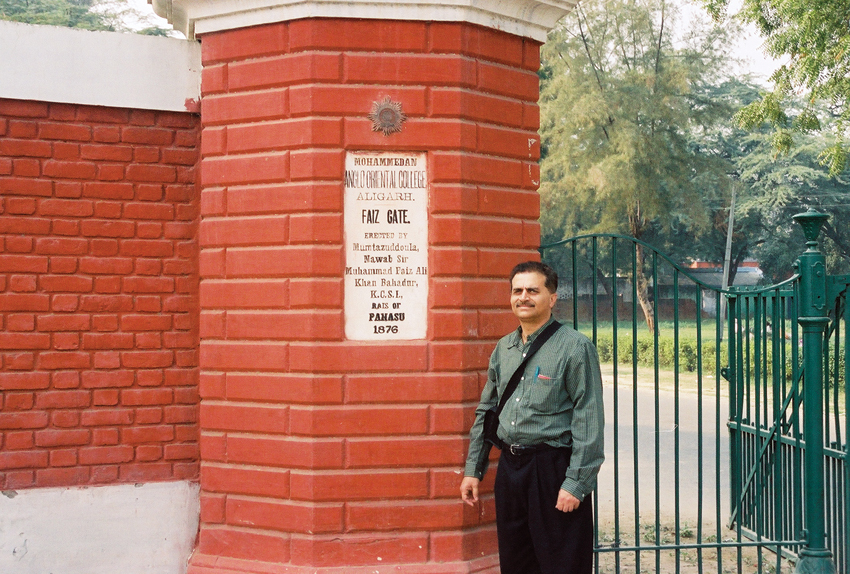 MOHAMMEDAN
ANGLO ORIENTAL COLLEGE
ALIGARH.
FAIZ GATE.
ERECTED BY
Mumtazuddoula,
Nawab Sir
Muhammad Faiz Ali
Khan Bahadur,
K.C.S.I.,
RAIS OF
PAHASU
1876